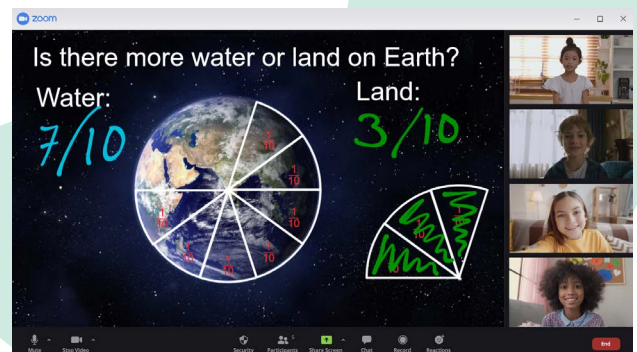 zoom
Is there more water or land on Earth?
Water:
7/10
Land:
3/10
1
10
1
10
1
10
1
10
1
10
1
10
1
10
Mute
Stop Video
Security
Participants
Share Screen
Chat
Record
Reactions
End